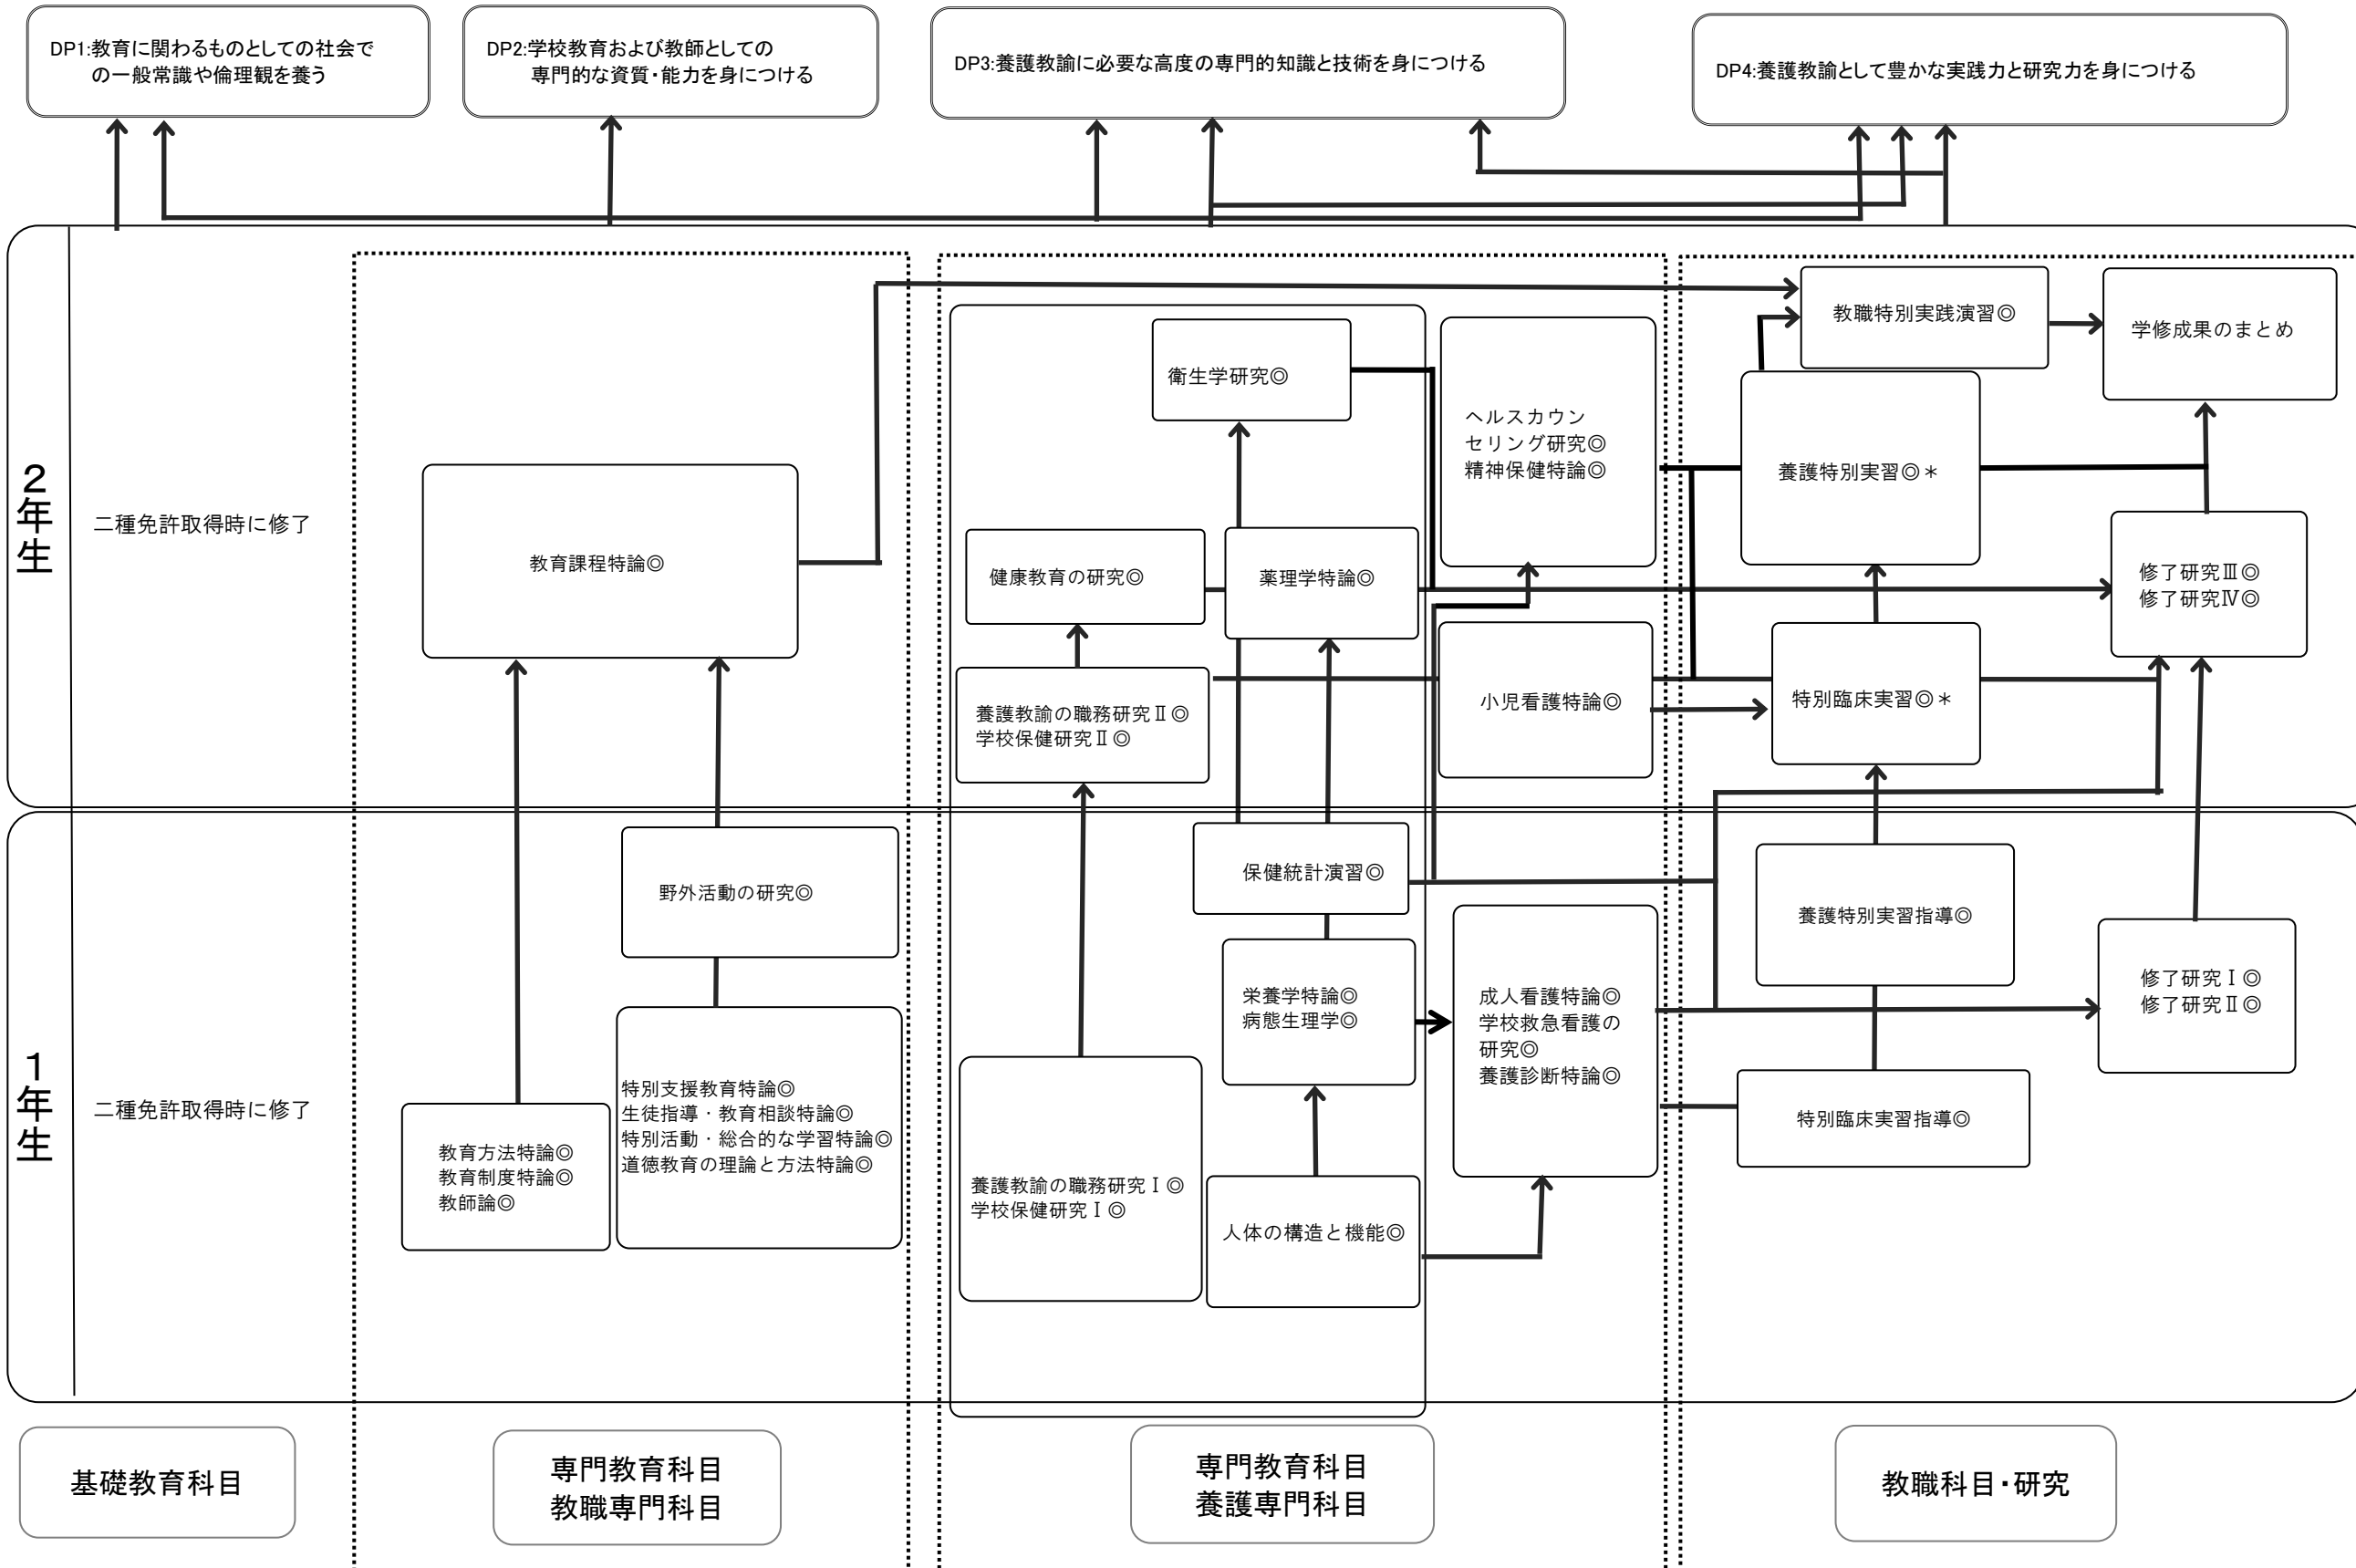 DP1:教育に関わるものとしての社会で
の一般常識や倫理観を養う
DP2:学校教育および教師としての
専門的な資質・能力を身につける
DP3:養護教諭に必要な高度の専門的知識と技術を身につける
DP4:養護教諭として豊かな実践力と研究力を身につける
2年生
二種免許取得時に修了
教育課程特論◎
衛生学研究◎
健康教育の研究◎
薬理学特論◎
養護教諭の職務研究Ⅱ◎
学校保健研究Ⅱ◎
ヘルスカウン
セリング研究◎
精神保健特論◎
小児看護特論◎
教職特別実践演習◎
学修成果のまとめ
養護特別実習◎＊
特別臨床実習◎＊
修了研究Ⅲ◎
修了研究Ⅳ◎
1年生
二種免許取得時に修了
野外活動の研究◎
教育方法特論◎
教育制度特論◎
教師論◎
特別支援教育特論◎
生徒指導・教育相談特論◎
特別活動・総合的な学習特論◎
道徳教育の理論と方法特論◎
保健統計演習◎
栄養学特論◎
病態生理学◎
養護教諭の職務研究Ⅰ◎
学校保健研究Ⅰ◎
人体の構造と機能◎
成人看護特論◎
学校救急看護の
研究◎
養護診断特論◎
養護特別実習指導◎
特別臨床実習指導◎
修了研究Ⅰ◎
修了研究Ⅱ◎
基礎教育科目
専門教育科目
教職専門科目
専門教育科目
養護専門科目
教職科目・研究